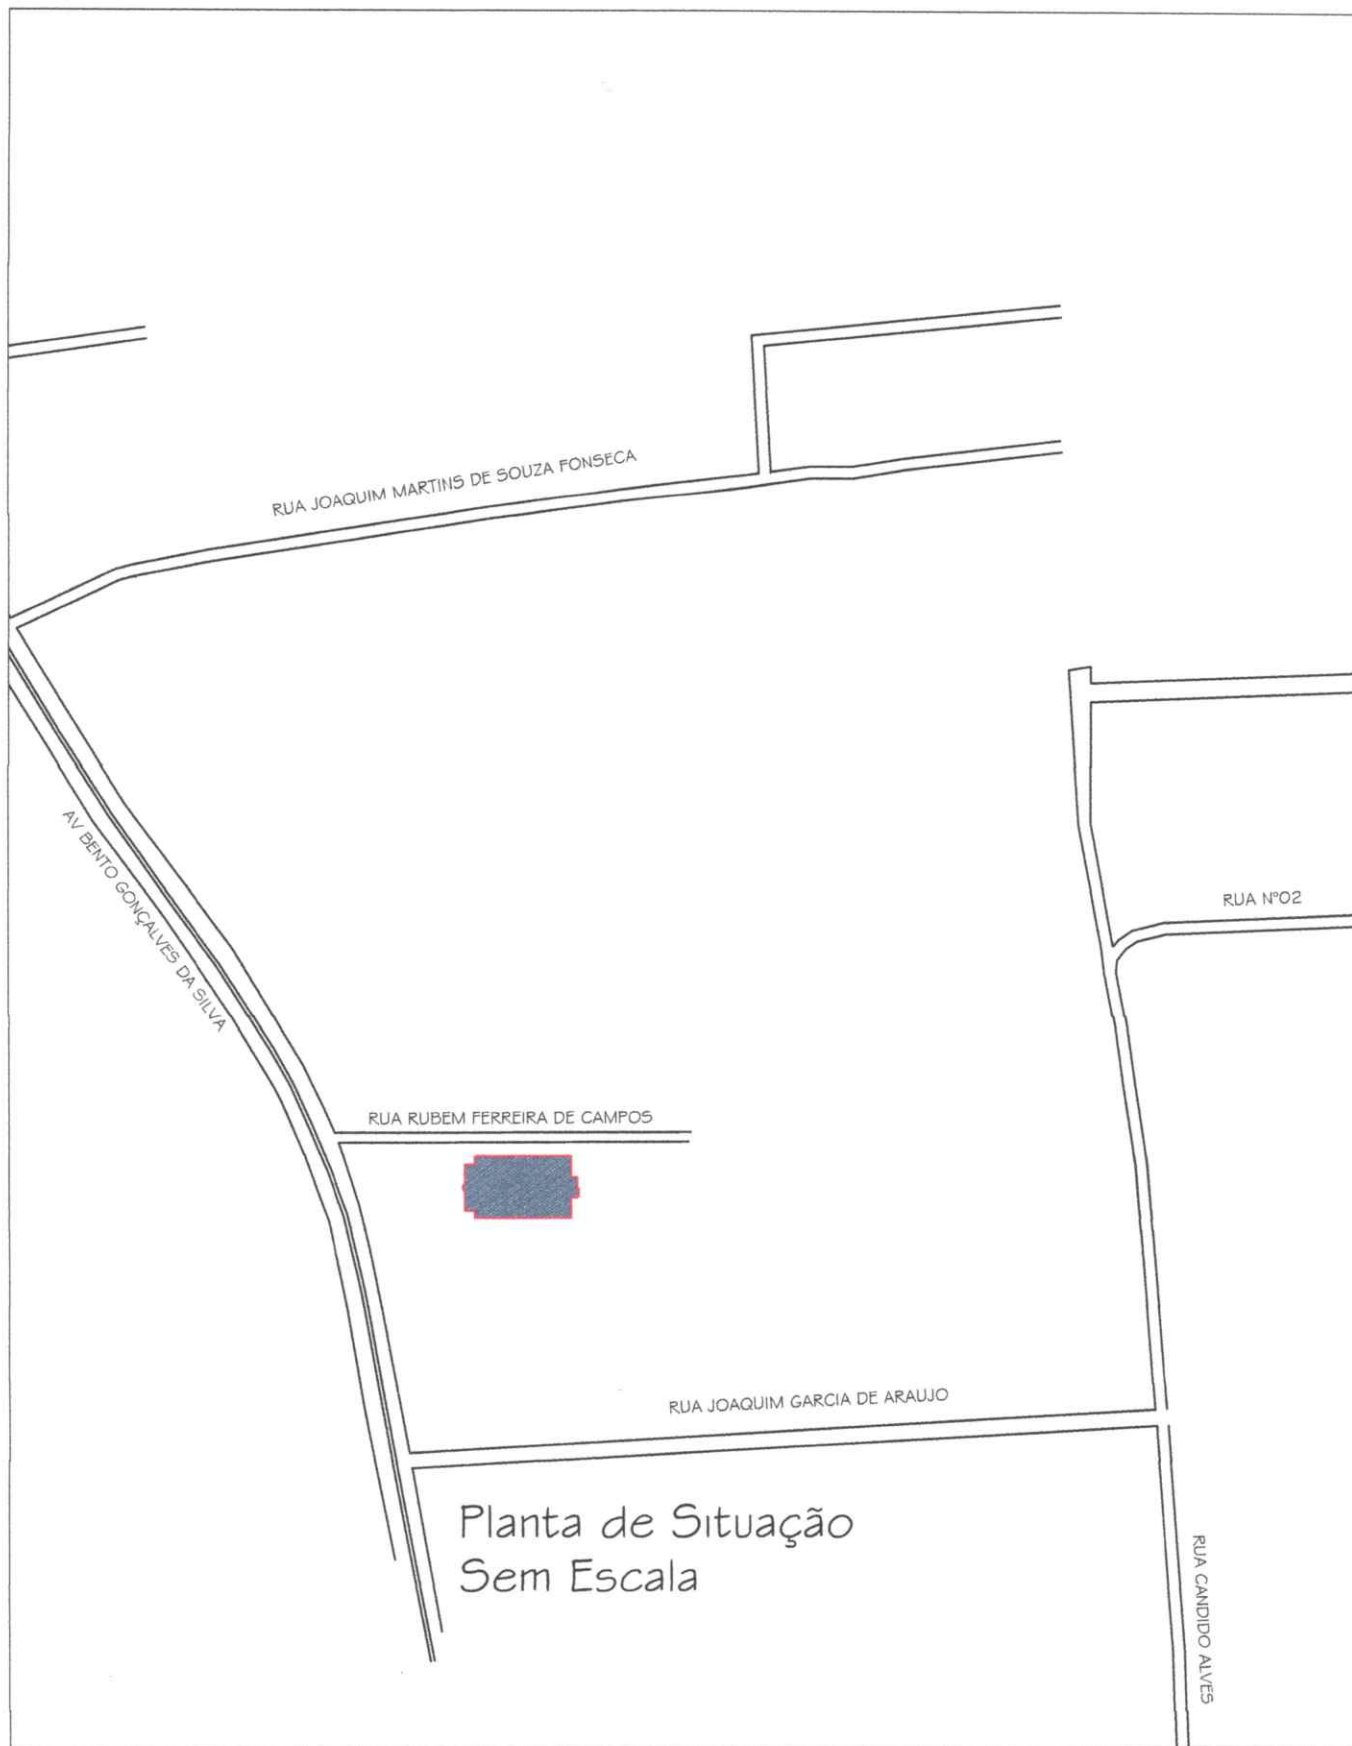 RUA JOAQUIM MARTINS DE SOUZA FONSECA
AV BENTO GONÇALVES DA SILVA
RUA Nº02
RUA RUBEM FERREIRA DE CAMPOS
RUA JOAQUIM GARCIA DE ARAUJO
Planta de Situação
Sem Escala
RUA CANDIDO ALVES